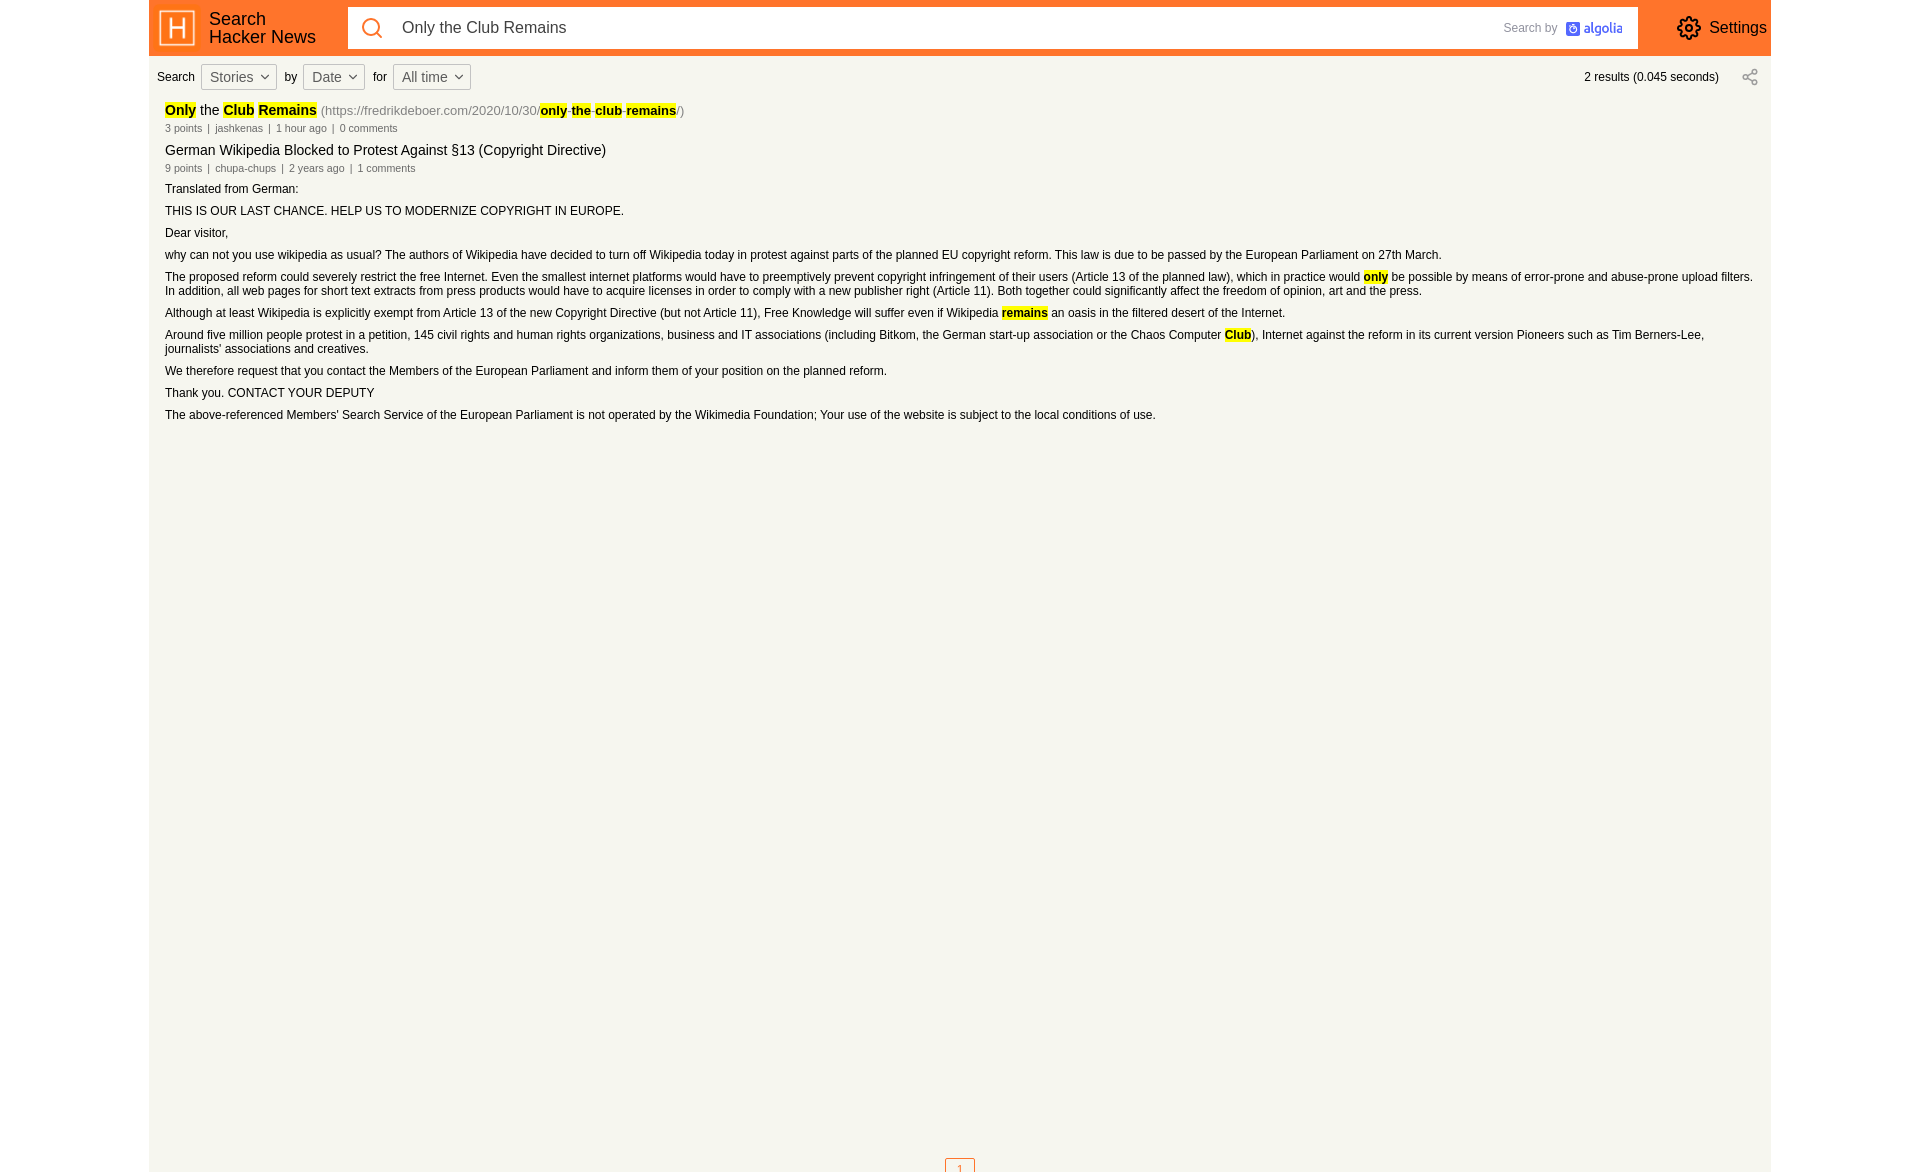 Search
Hacker News
Only the Club Remains
Search by algolia
Settings
Search Stories by Date for All time
2 results (0.045 seconds)
Only the Club Remains (https://fredrikdeboer.com/2020/10/30/only-the-club-remains/)
3 points | jashkenas | 1 hour ago | 0 comments
German Wikipedia Blocked to Protest Against §13 (Copyright Directive)
9 points | chupa-chups | 2 years ago | 1 comments
Translated from German:
THIS IS OUR LAST CHANCE. HELP US TO MODERNIZE COPYRIGHT IN EUROPE.
Dear visitor,
why can not you use wikipedia as usual? The authors of Wikipedia have decided to turn off Wikipedia today in protest against parts of the planned EU copyright reform. This law is due to be passed by the European Parliament on 27th March.
The proposed reform could severely restrict the free Internet. Even the smallest internet platforms would have to preemptively prevent copyright infringement of their users (Article 13 of the planned law), which in practice would only be possible by means of error-prone and abuse-prone upload filters.
In addition, all web pages for short text extracts from press products would have to acquire licenses in order to comply with a new publisher right (Article 11). Both together could significantly affect the freedom of opinion, art and the press.
Although at least Wikipedia is explicitly exempt from Article 13 of the new Copyright Directive (but not Article 11), Free Knowledge will suffer even if Wikipedia remains an oasis in the filtered desert of the Internet.
Around five million people protest in a petition, 145 civil rights and human rights organizations, business and IT associations (including Bitkom, the German start-up association or the Chaos Computer Club), Internet against the reform in its current version Pioneers such as Tim Berners-Lee,
journalists' associations and creatives.
We therefore request that you contact the Members of the European Parliament and inform them of your position on the planned reform.
Thank you. CONTACT YOUR DEPUTY
The above-referenced Members' Search Service of the European Parliament is not operated by the Wikimedia Foundation; Your use of the website is subject to the local conditions of use.
1